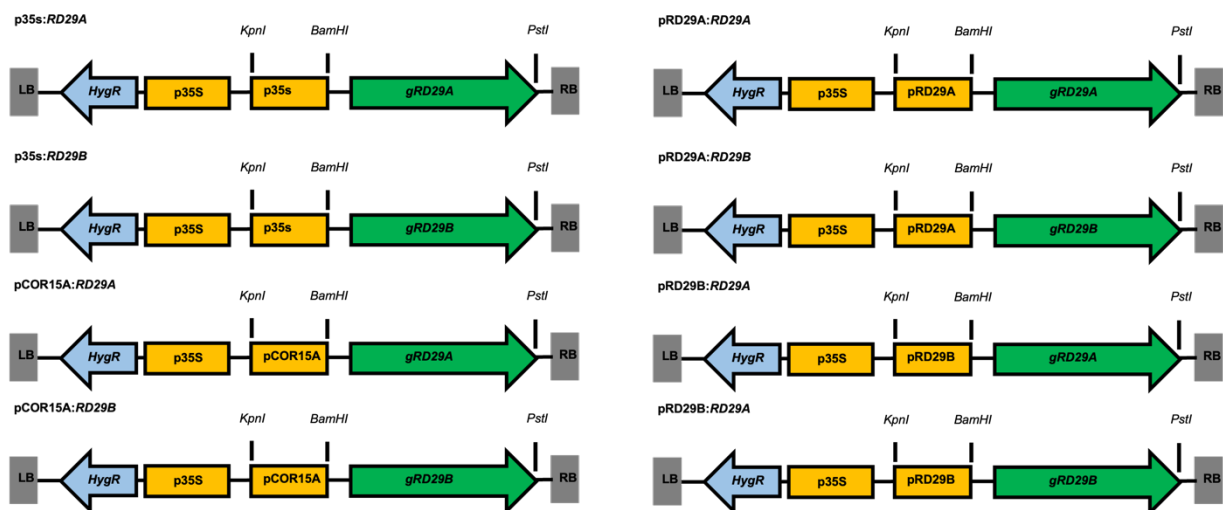 p35s:RD29A
KpnI BamHI PstI
LB HygR p35S p35s gRD29A RB
p35s:RD29B
KpnI BamHI PstI
LB HygR p35S p35s gRD29B RB
pCOR15A:RD29A
KpnI BamHI PstI
LB HygR p35S pCOR15A gRD29A RB
pCOR15A:RD29B
KpnI BamHI PstI
LB HygR p35S pCOR15A gRD29B RB
pRD29A:RD29A
KpnI BamHI PstI
LB HygR p35S pRD29A gRD29A RB
pRD29A:RD29B
KpnI BamHI PstI
LB HygR p35S pRD29A gRD29B RB
pRD29B:RD29A
KpnI BamHI PstI
LB HygR p35S pRD29B gRD29A RB
pRD29B:RD29A
KpnI BamHI PstI
LB HygR p35S pRD29B gRD29B RB